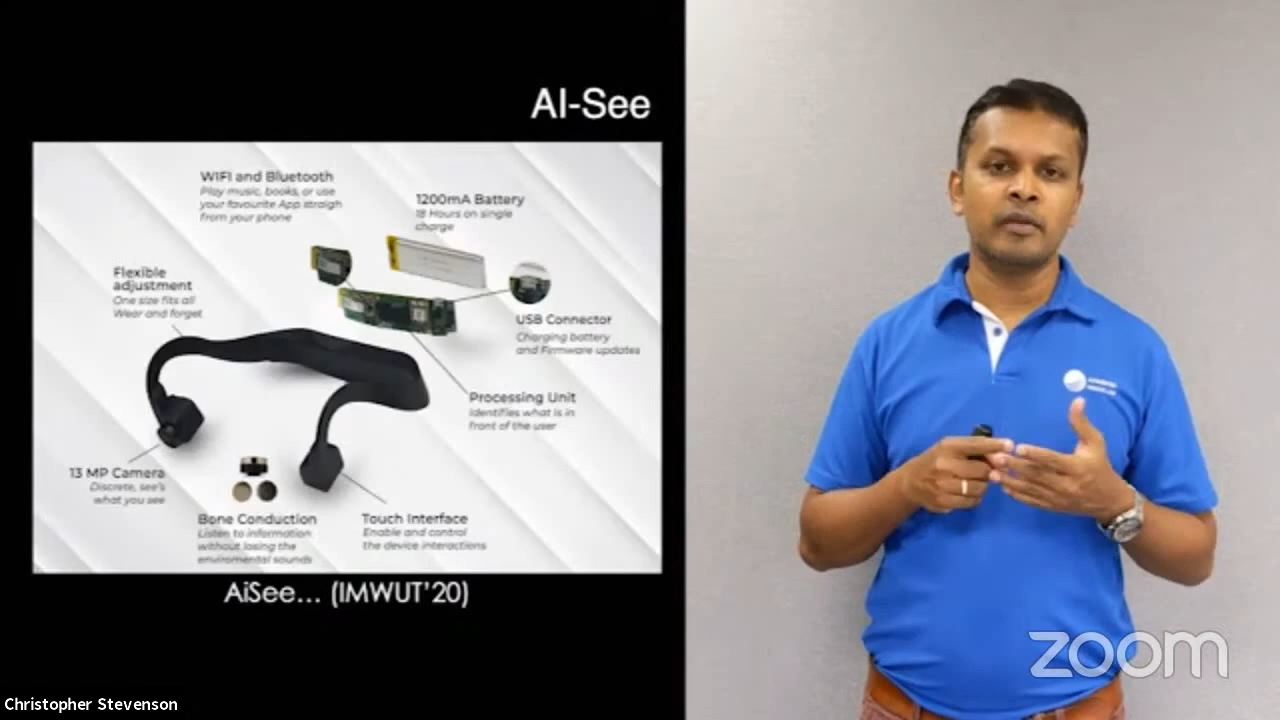 AI-See
WIFI and Bluetooth
Play music, books, or use
your favourite App straigh
from your phone
1200mA Battery
18 Hours on single
charge
Flexible
adjustment
One size fits all
Wear and forget
USB Connector
Charging battery
and Firmware updates
Processing Unit
Identifies what is in
front of the user
13 MP Camera
Discrete, see's
what you see
Bone Conduction
Listen to information
without losing the
enviromental sounds
Touch Interface
Enable and control
the device interactions
AiSee... (IMWUT'20)
zoom
Christopher Stevenson